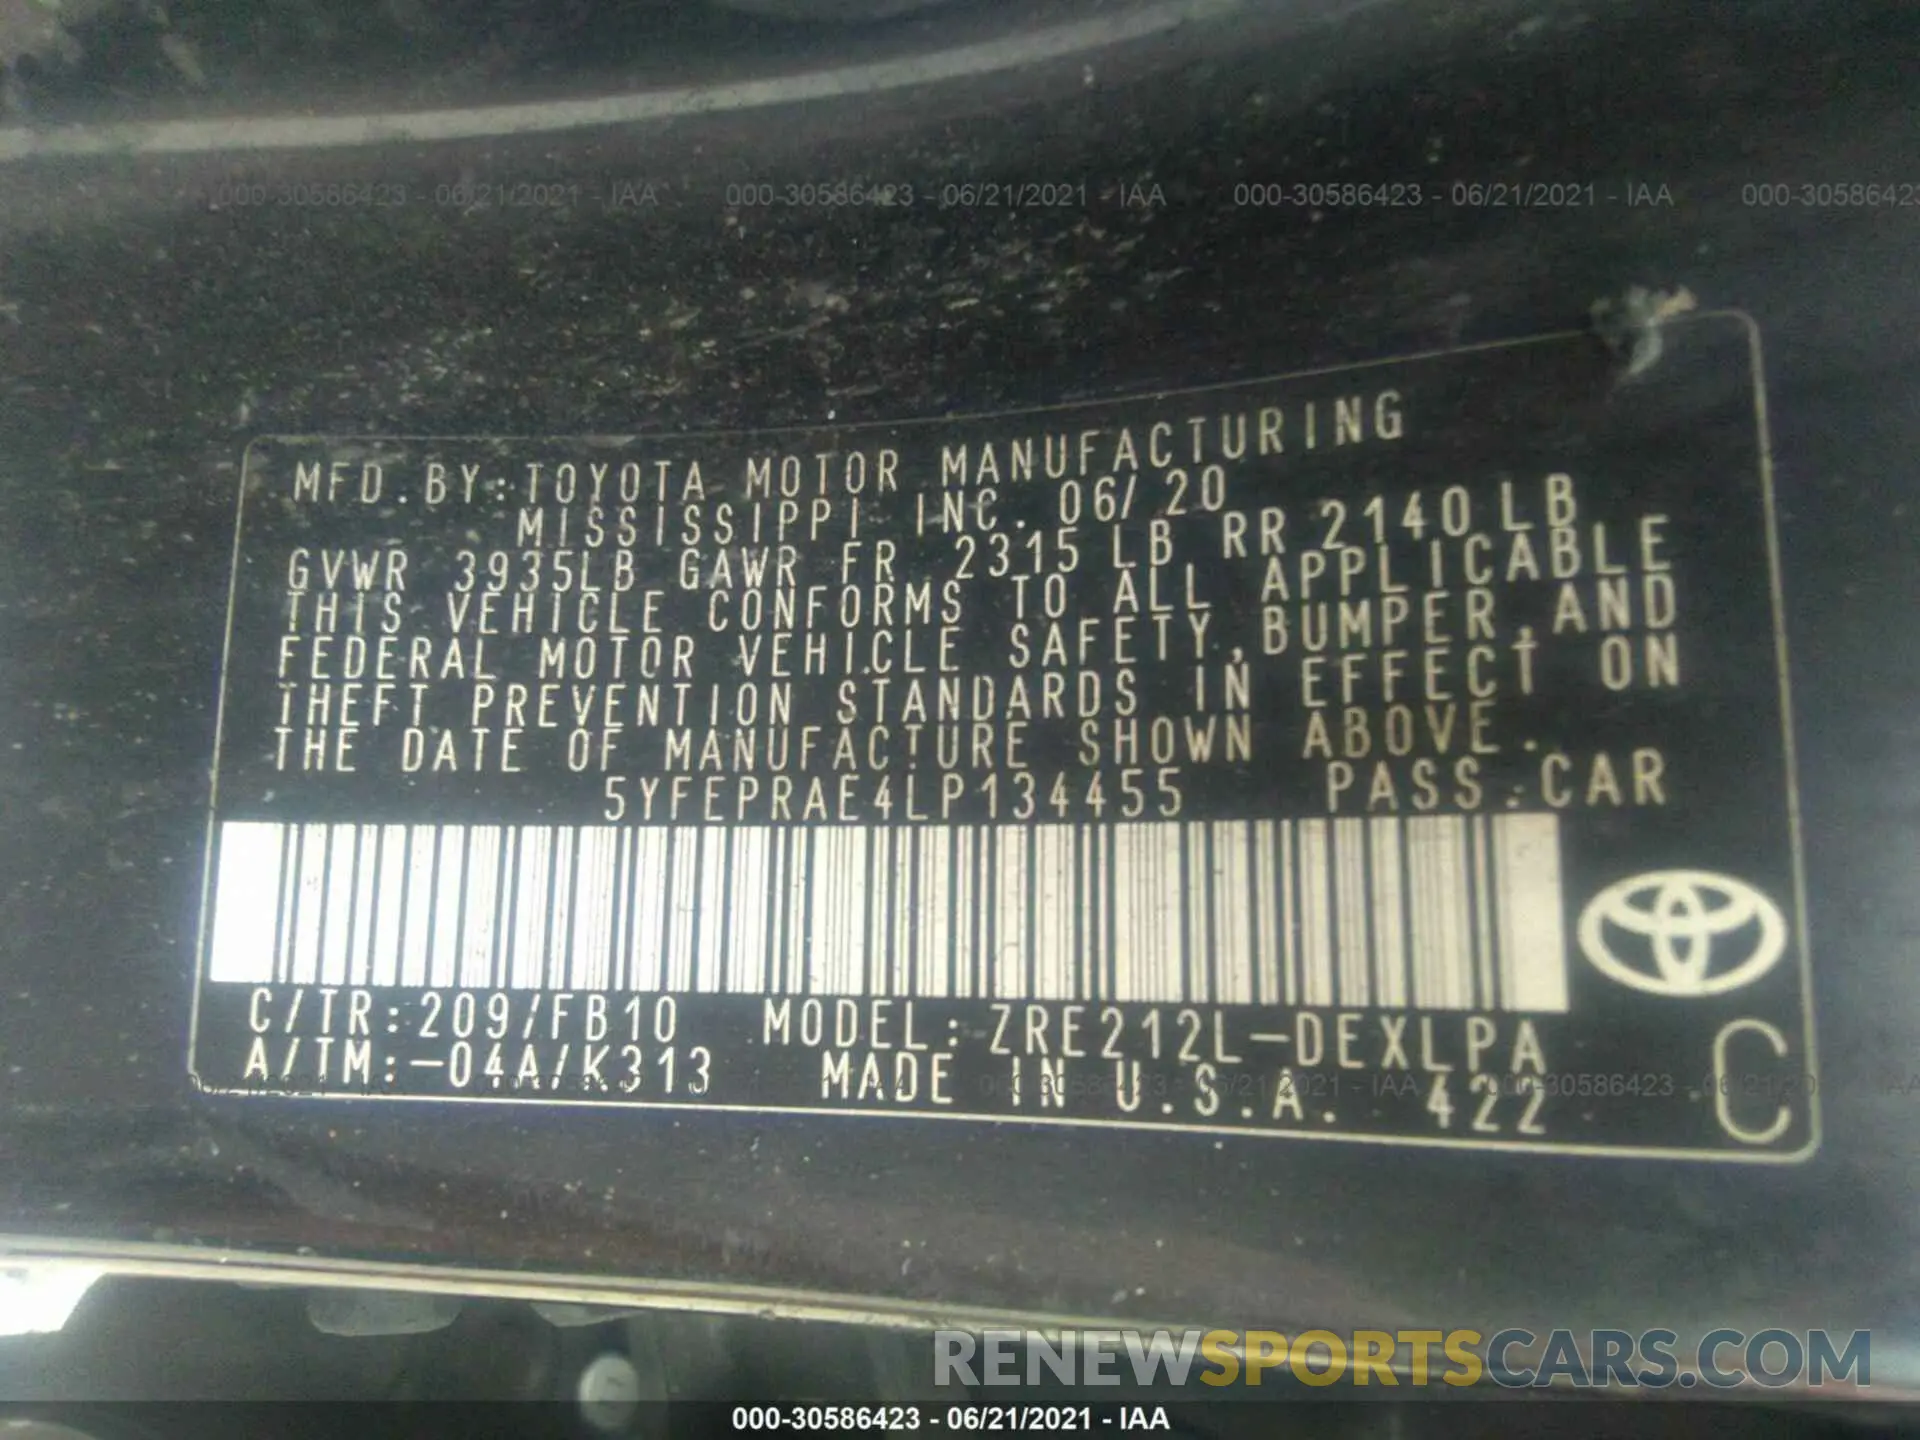 000-30586423 - 06/21/2021 - IAA 000-30586423 - 06/21/2021 - IAA 000-30586423 - 06/21/2021 - IAA 000-30586423
MFD.BY:TOYOTA MOTOR MANUFACTURING
MISSISSIPPI INC. 06/20
GVWR 3935LB GAWR FR 2315LB RR 2140LB
THIS VEHICLE CONFORMS TO ALL APPLICABLE
FEDERAL MOTOR VEHICLE SAFETY,BUMPER,AND
THEFT PREVENTION STANDARDS IN EFFECT ON
THE DATE OF MANUFACTURE SHOWN ABOVE.
5YFEPRAE4LP134455 PASS.CAR
C/TR:209/FB10 MODEL:ZRE212L-DEXLPA
A/TM:-04A/K313 MADE IN U.S.A. 422
C
RENEWSPORTSCARS.COM
000-30586423 - 06/21/2021 - IAA